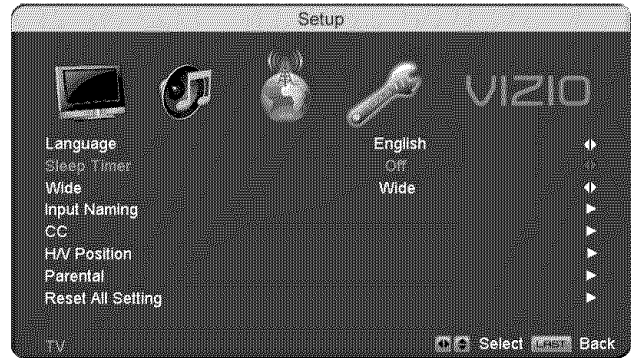 Setup
VIZIO
Language English
Sleep Timer Off
Wide Wide
Input Naming
CC
H/V Position
Parental
Reset All Setting
TV Select LAST Back